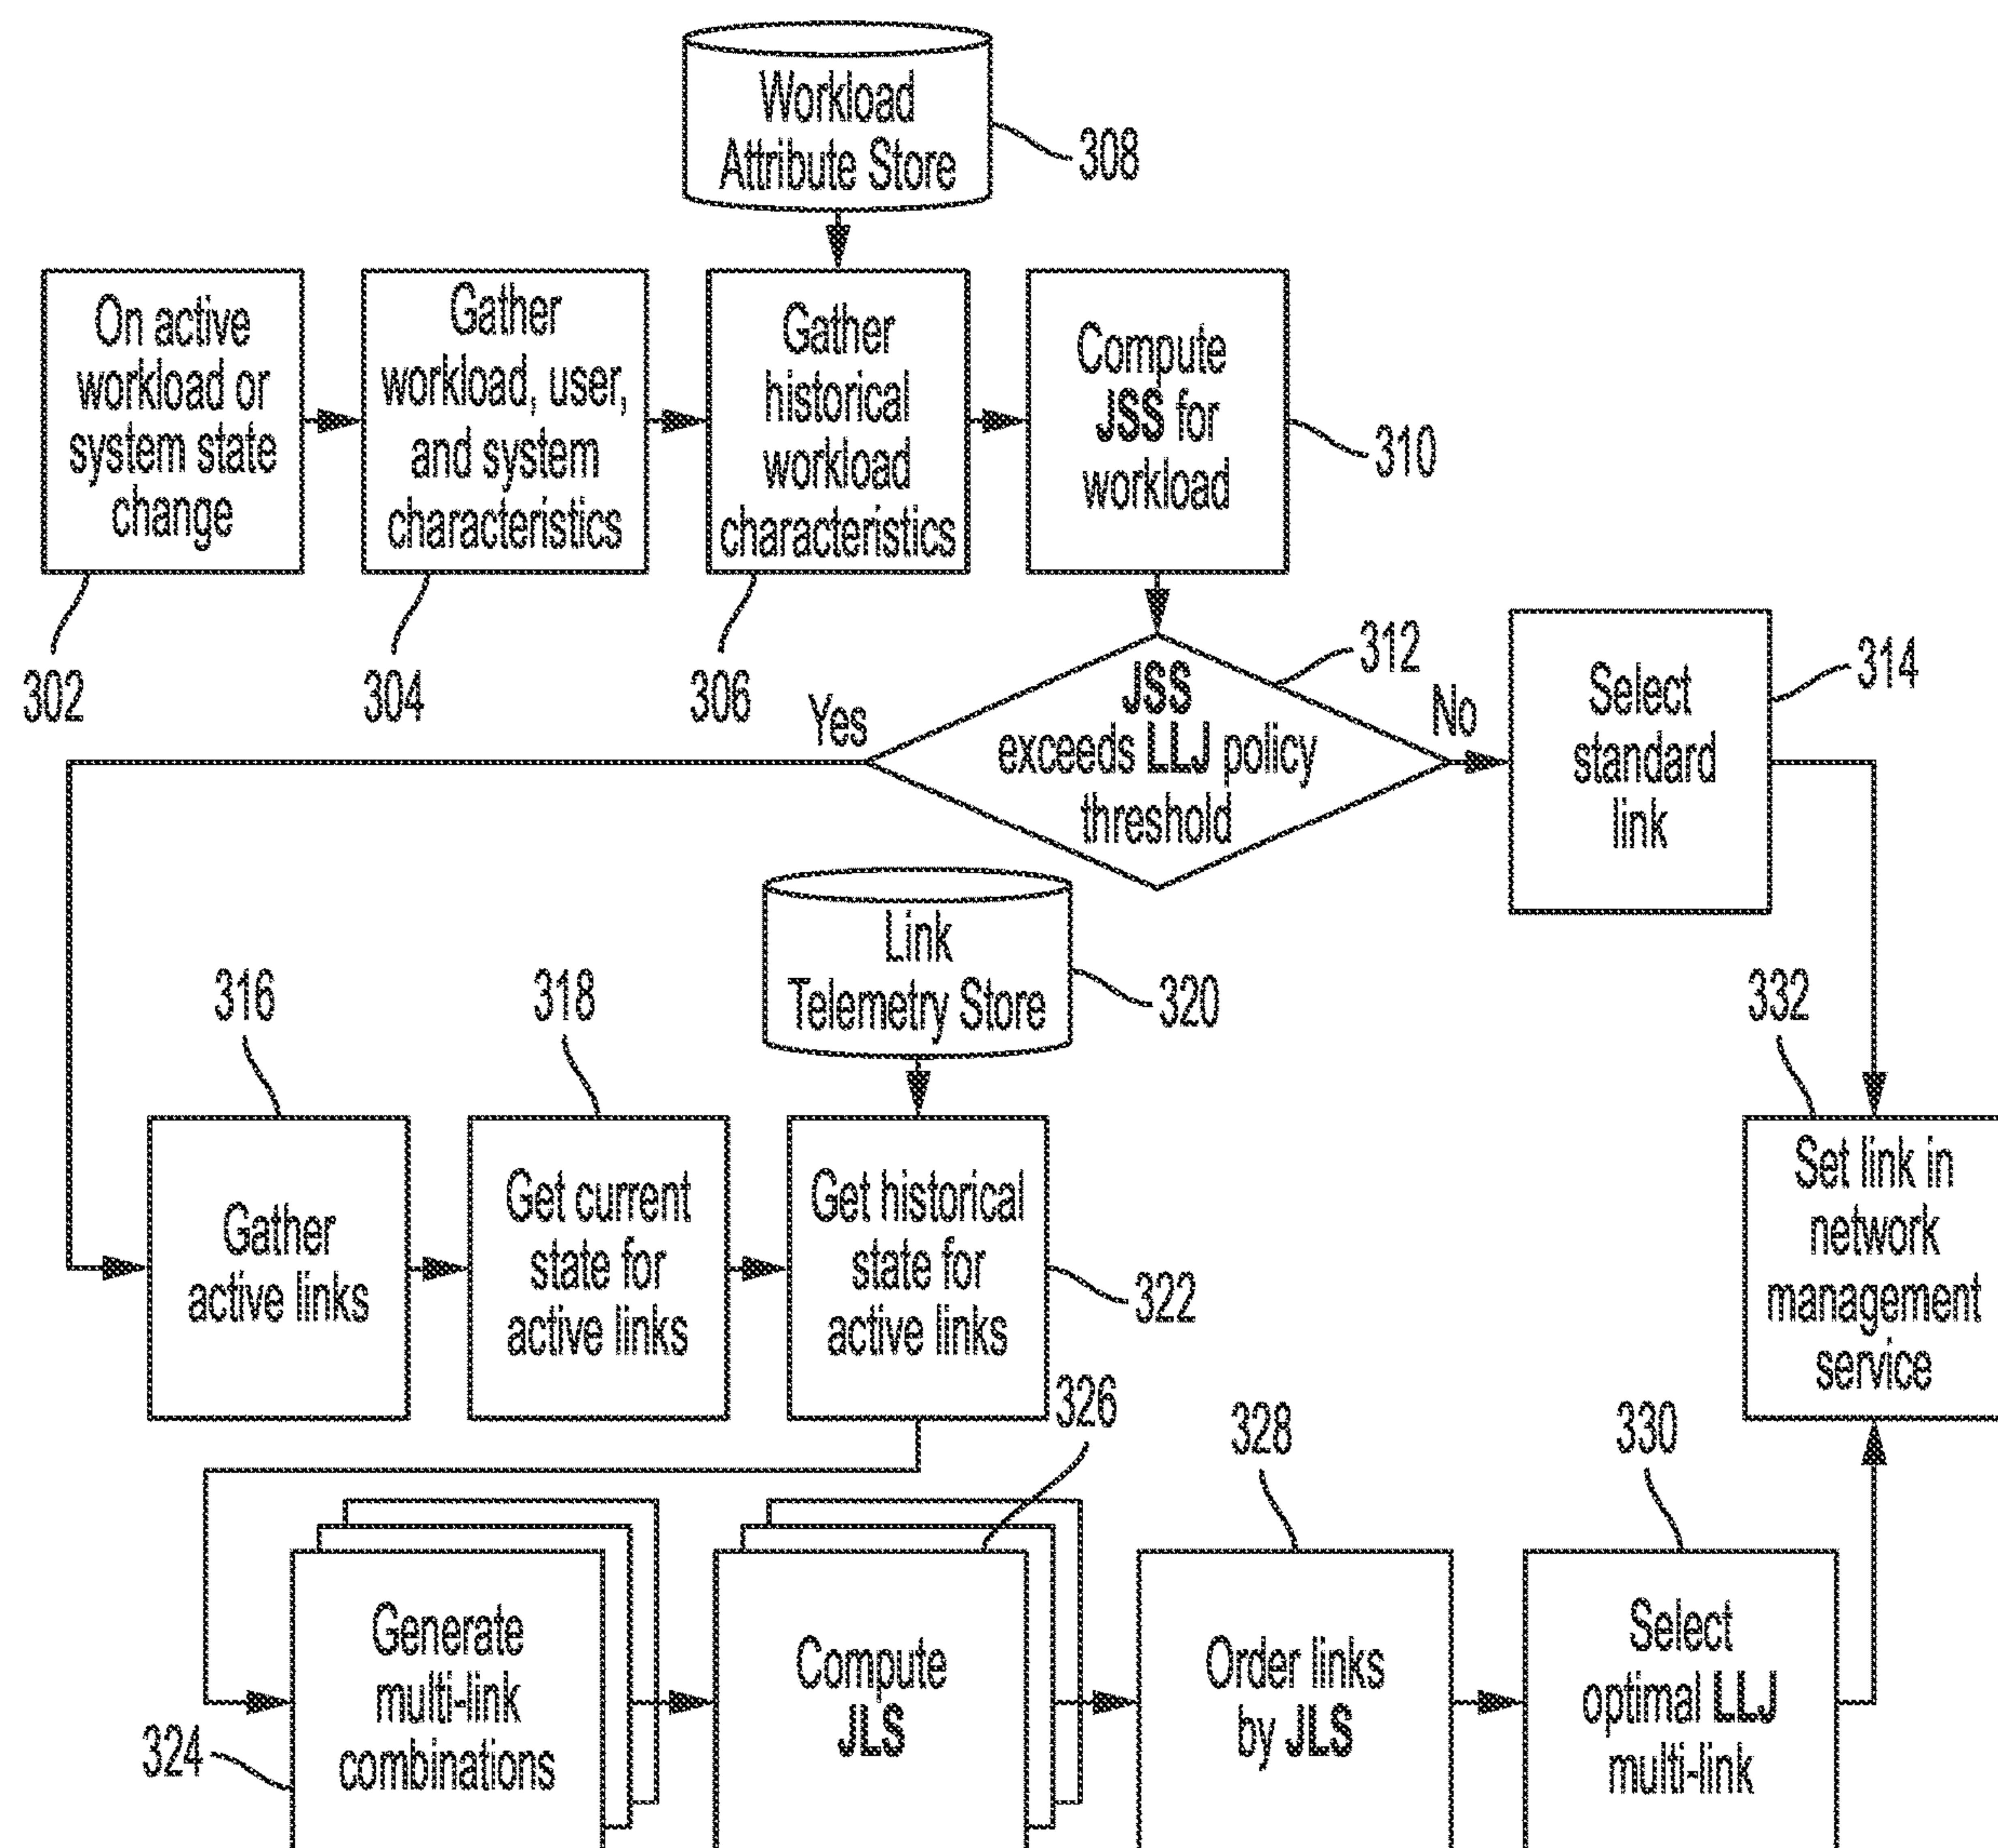 Workload
Attribute Store
308
On active
workload or
system state
change
302
Gather
workload, user,
and system
characteristics
304
Gather
historical
workload
characteristics
306
Compute
JSS for
workload
310
JSS
exceeds LLJ policy
threshold
312
Yes
No
Select
standard
link
314
Link
Telemetry Store
320
316
Gather
active links
318
Get current
state for
active links
Get historical
state for
active links
322
332
Set link in
network
management
service
324
Generate
multi-link
combinations
326
Compute
JLS
328
Order links
by JLS
330
Select
optimal LLJ
multi-link